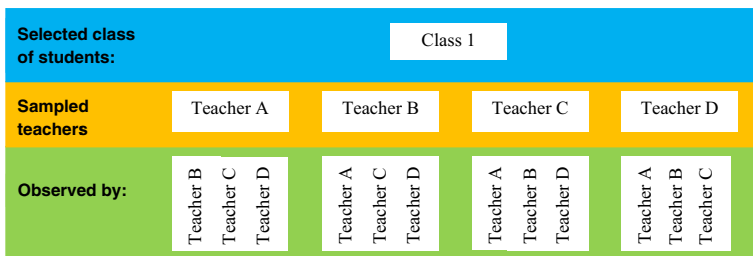 Selected class
of students:
Class 1
Sampled
teachers
Teacher A
Teacher B
Teacher C
Teacher D
Observed by:
Teacher B
Teacher C
Teacher D
Teacher A
Teacher C
Teacher D
Teacher A
Teacher B
Teacher D
Teacher A
Teacher B
Teacher C